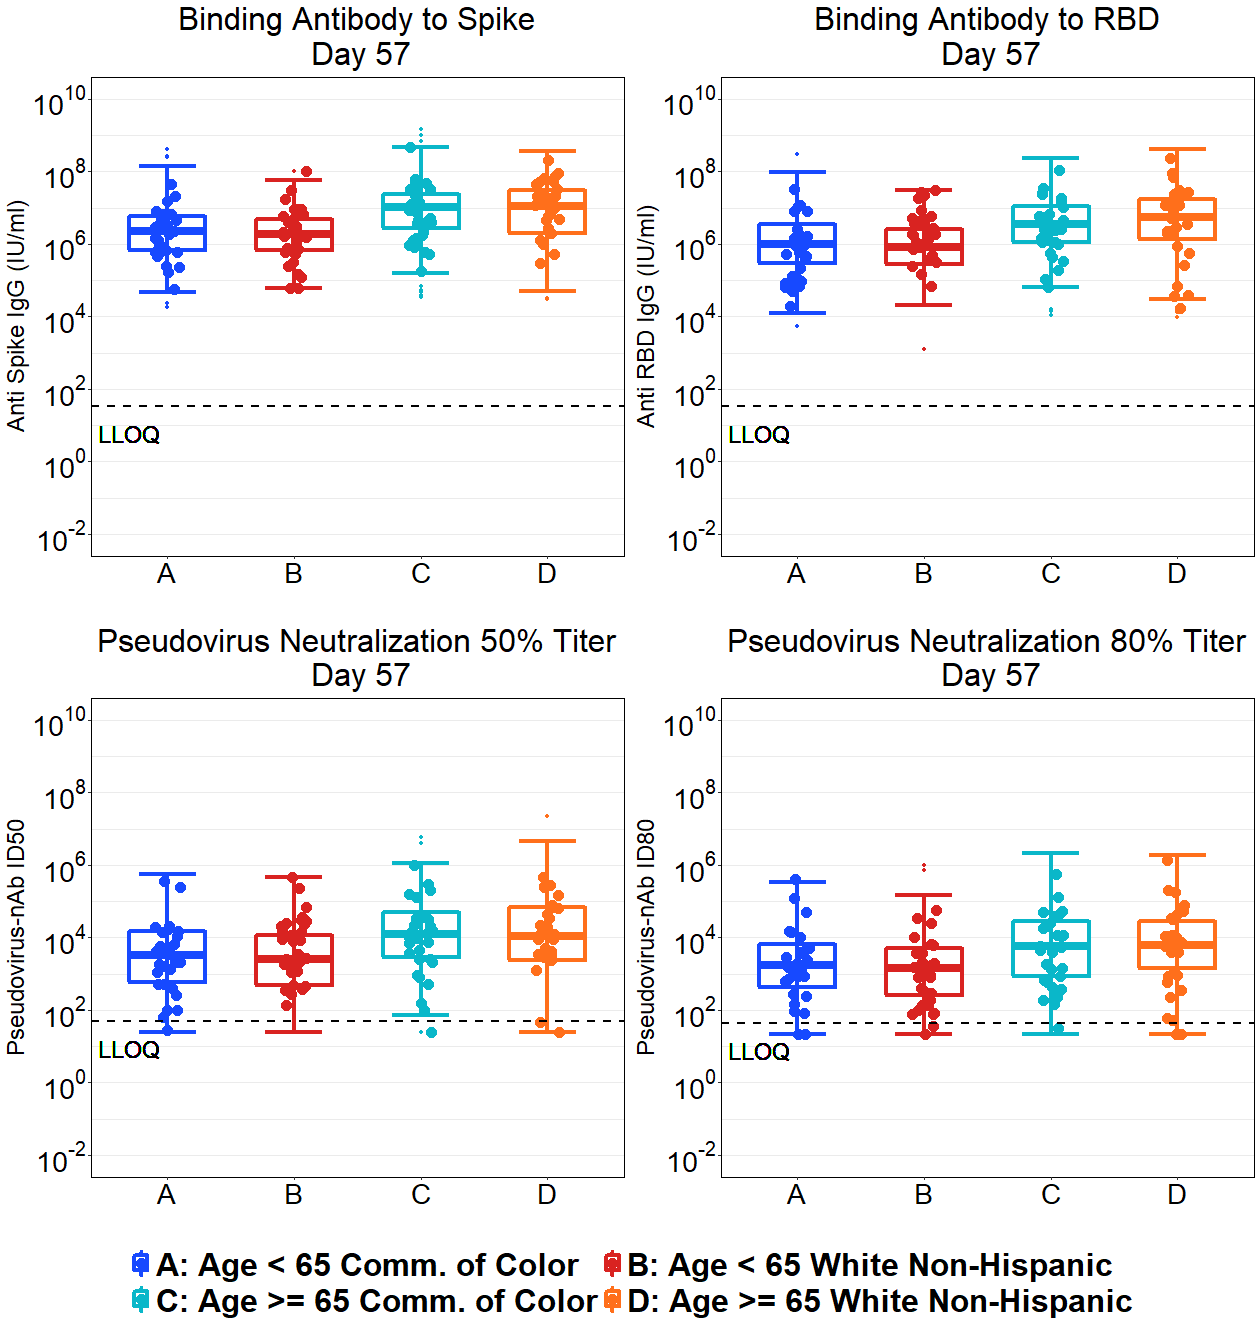 Binding Antibody to Spike
Day 57
Anti Spike IgG (IU/ml)
10^10
10^8
10^6
10^4
10^2
10^0
10^-2
LLOQ
A B C D
Binding Antibody to RBD
Day 57
Anti RBD IgG (IU/ml)
10^10
10^8
10^6
10^4
10^2
10^0
10^-2
LLOQ
A B C D
Pseudovirus Neutralization 50% Titer
Day 57
Pseudovirus-nAb ID50
10^10
10^8
10^6
10^4
10^2
10^0
10^-2
LLOQ
A B C D
Pseudovirus Neutralization 80% Titer
Day 57
Pseudovirus-nAb ID80
10^10
10^8
10^6
10^4
10^2
10^0
10^-2
LLOQ
A B C D
A: Age < 65 Comm. of Color
B: Age < 65 White Non-Hispanic
C: Age >= 65 Comm. of Color
D: Age >= 65 White Non-Hispanic